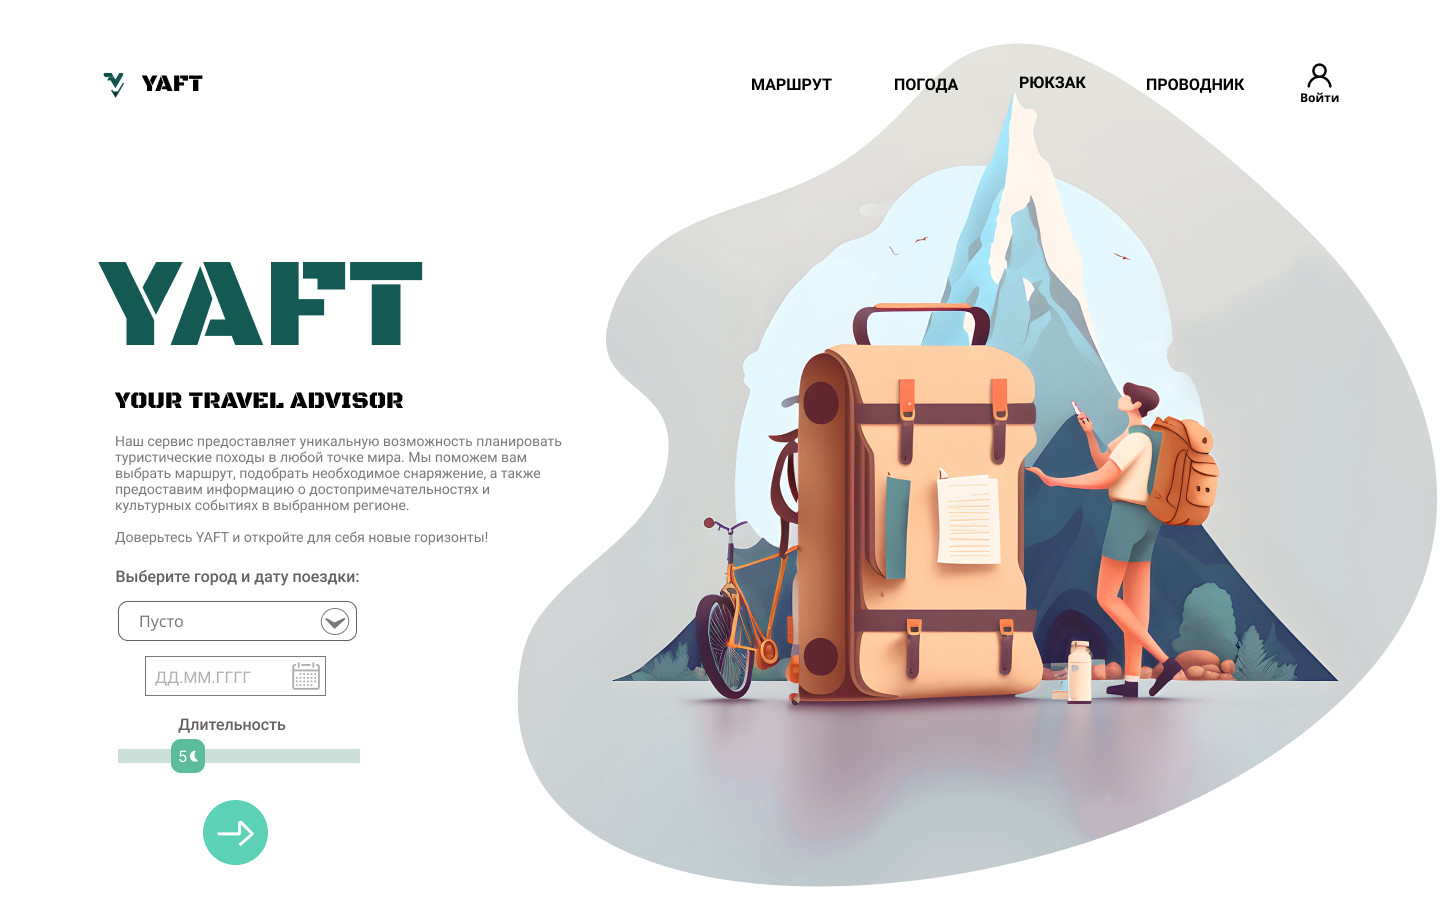 YAFT
МАРШРУТ
ПОГОДА
РЮКЗАК
ПРОВОДНИК
Войти
YAFT
YOUR TRAVEL ADVISOR
Наш сервис предоставляет уникальную возможность планировать
туристические походы в любой точке мира. Мы поможем вам
выбрать маршрут, подобрать необходимое снаряжение, а также
предоставим информацию о достопримечательностях и
культурных событиях в выбранном регионе.
Доверьтесь YAFT и откройте для себя новые горизонты!
Выберите город и дату поездки:
Пусто
ДД.ММ.ГГГГ
Длительность
5